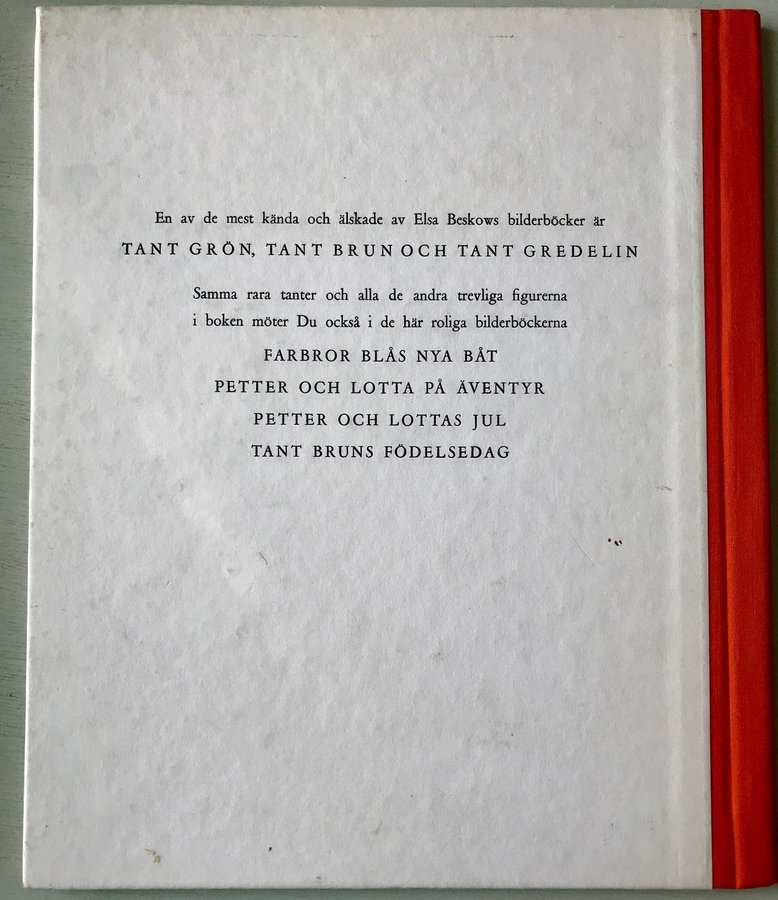 En av de mest kända och älskade av Elsa Beskows bilderböcker är
TANT GRÖN, TANT BRUN OCH TANT GREDELIN
Samma rara tanter och alla de andra trevliga figurerna
i boken möter Du också i de här roliga bilderböckerna
FARBROR BLÅS NYA BÅT
PETTER OCH LOTTA PÅ ÄVENTYR
PETTER OCH LOTTAS JUL
TANT BRUNS FÖDELSEDAG